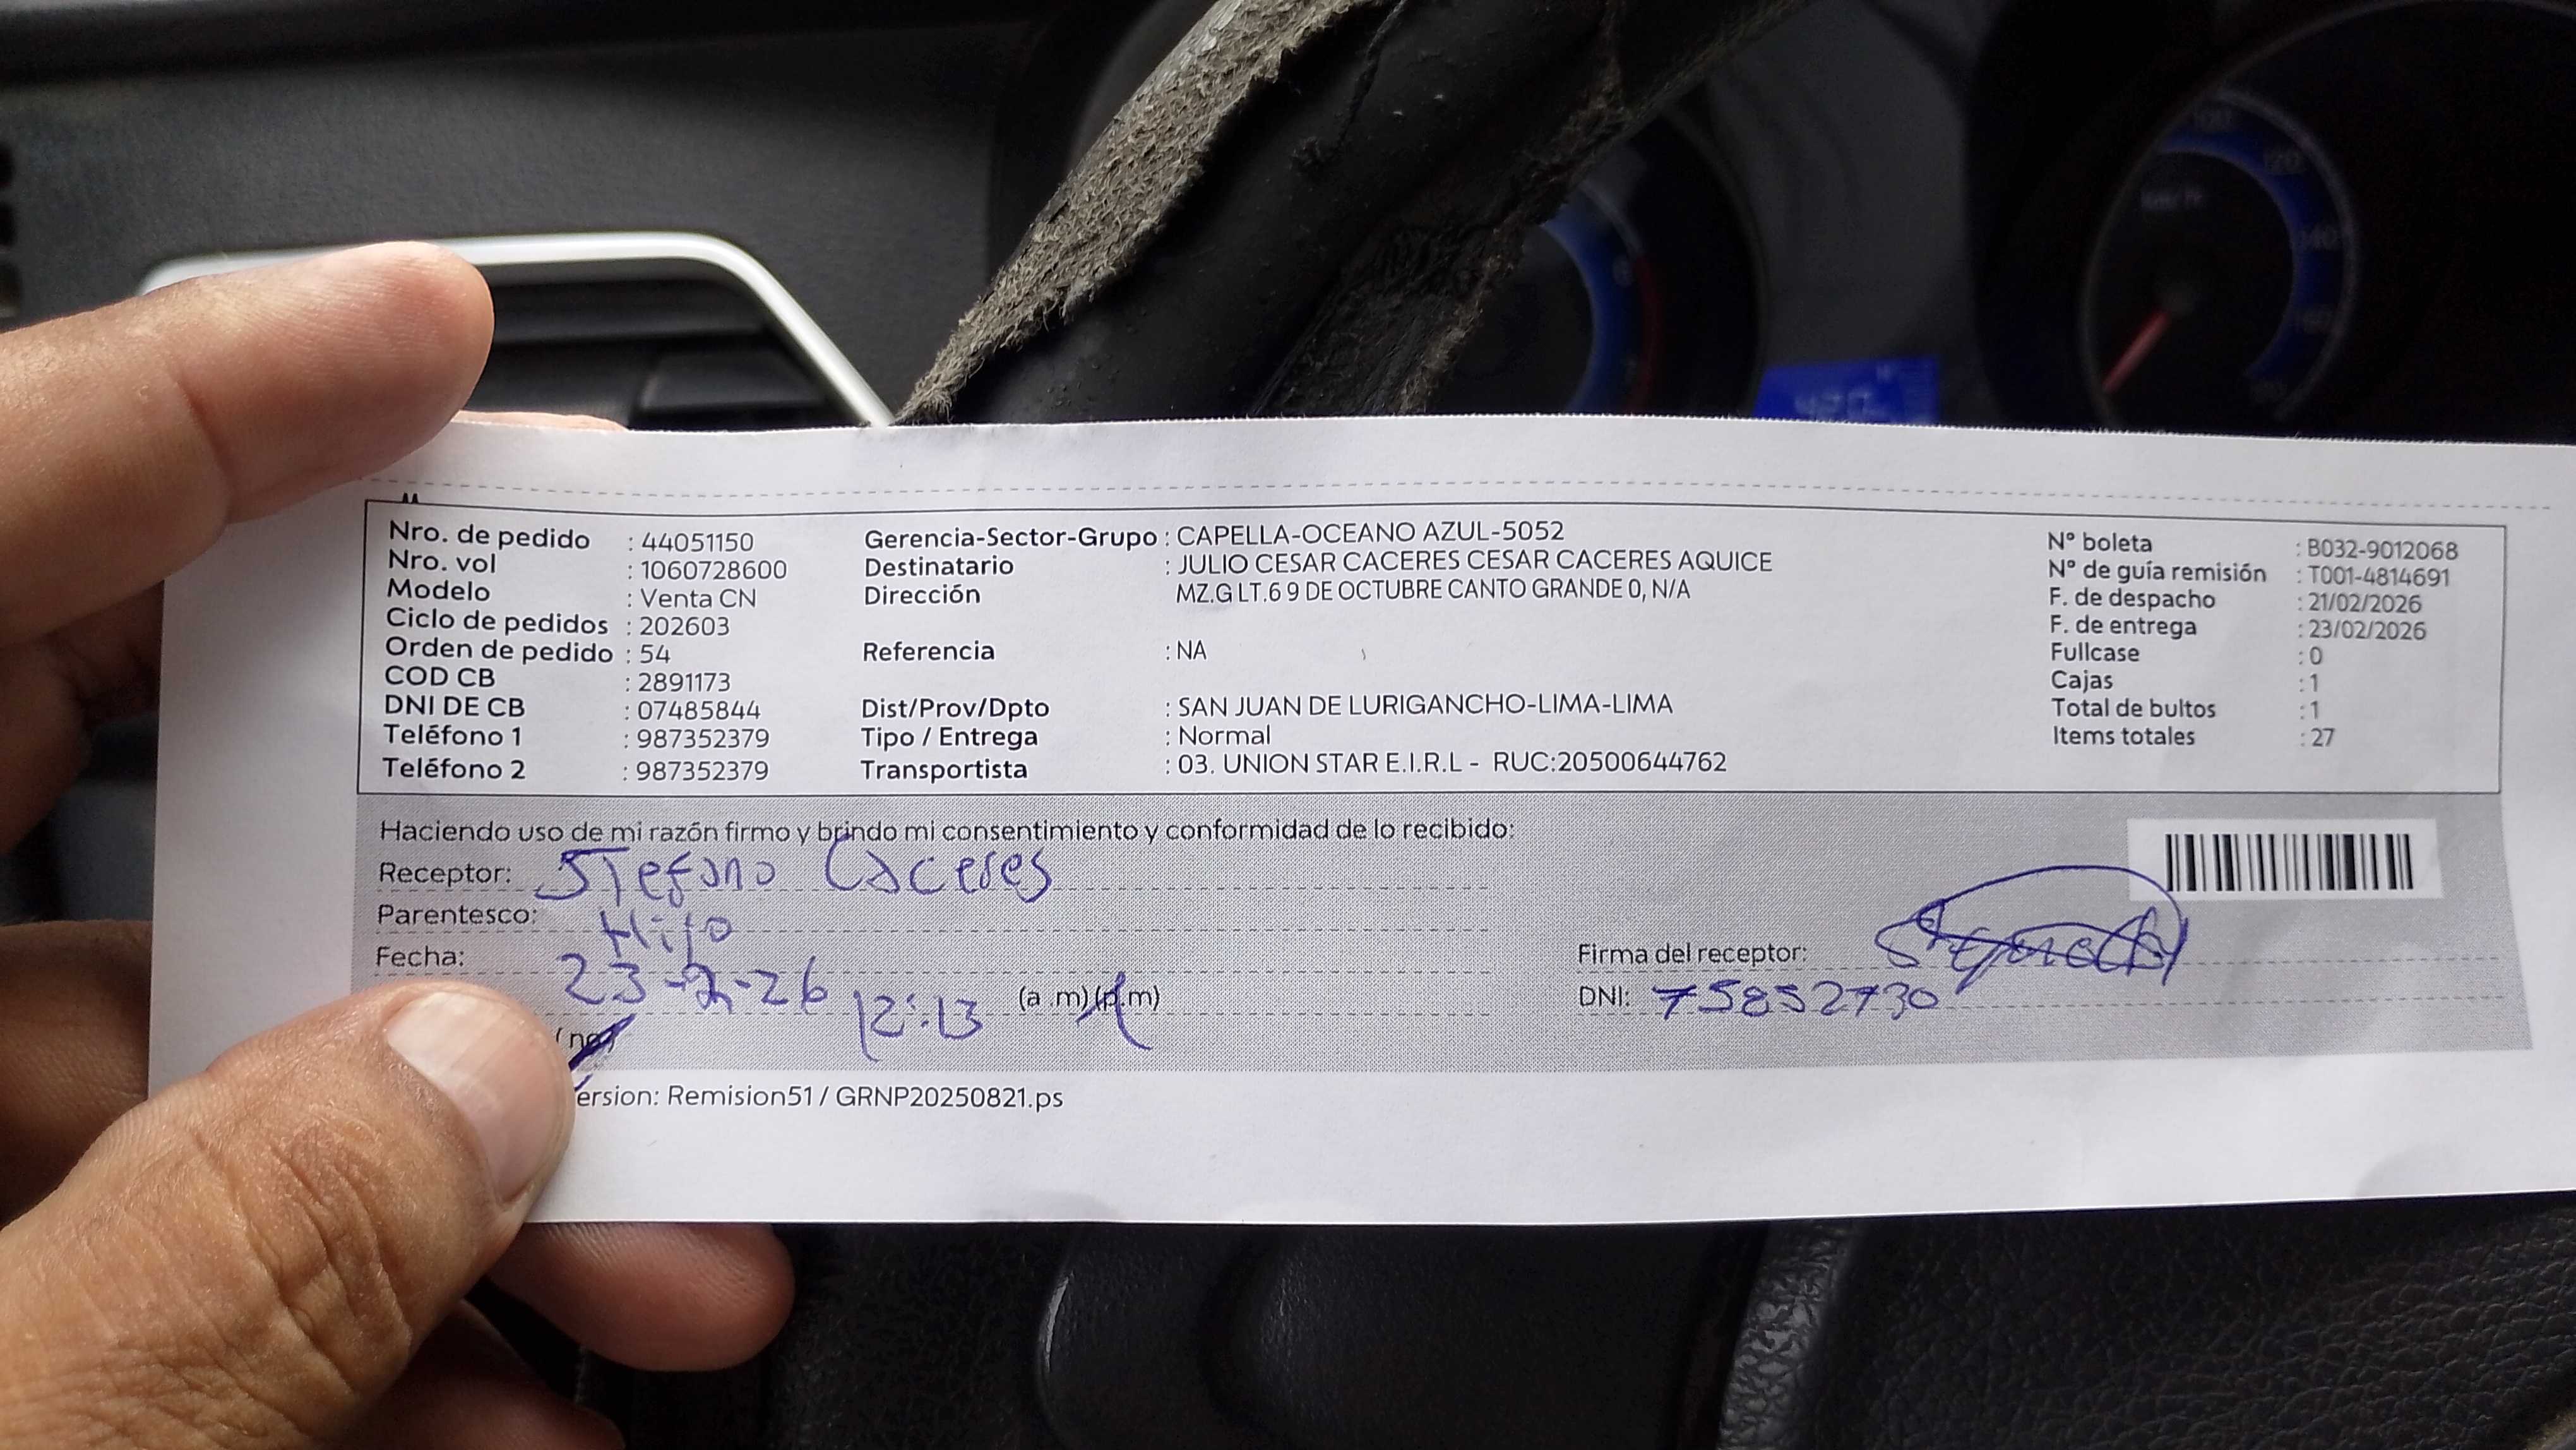 Nro. de pedido : 44051150
Nro. vol : 1060728600
Modelo : Venta CN
Ciclo de pedidos : 202603
Orden de pedido : 54
COD CB : 2891173
DNI DE CB : 07485844
Teléfono 1 : 987352379
Teléfono 2 : 987352379
Gerencia-Sector-Grupo : CAPELLA-OCEANO AZUL-5052
Destinatario : JULIO CESAR CACERES CESAR CACERES AQUICE
Dirección MZ.G LT.6 9 DE OCTUBRE CANTO GRANDE 0, N/A
Referencia : NA
Dist/Prov/Dpto : SAN JUAN DE LURIGANCHO-LIMA-LIMA
Tipo / Entrega : Normal
Transportista : 03. UNION STAR E.I.R.L - RUC:20500644762
N° boleta : B032-9012068
N° de guía remisión : T001-4814691
F. de despacho : 21/02/2026
F. de entrega : 23/02/2026
Fullcase : 0
Cajas : 1
Total de bultos : 1
Items totales : 27
Haciendo uso de mi razón firmo y brindo mi consentimiento y conformidad de lo recibido:
Receptor: Stefano Caceres
Parentesco: Hijo
Fecha: 23-2-26 12:13 (a .m) (p.m)
(no)
Firma del receptor:
DNI: 75852730
ersion: Remision51 / GRNP20250821.ps